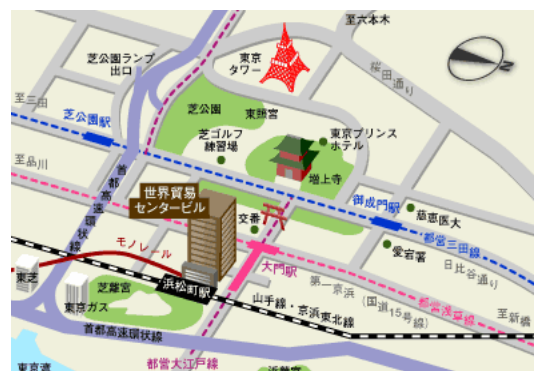 至六本木
芝公園ランプ
出口
東京
タワー
桜田通り
N
至三田
芝公園駅
芝公園
東照宮
芝ゴルフ
練習場
東京プリンス
ホテル
至品川
首都高速環状線
増上寺
世界貿易
センタービル
御成門駅
慈恵医大
交番
都営三田線
愛宕署
日比谷通り
モノレール
大門駅
第一京浜
(国道15号線)
都営浅草線
至新橋
東芝
芝離宮
浜松町駅
東京ガス
山手線・京浜東北線
首都高速環状線
東京湾
都営大江戸線